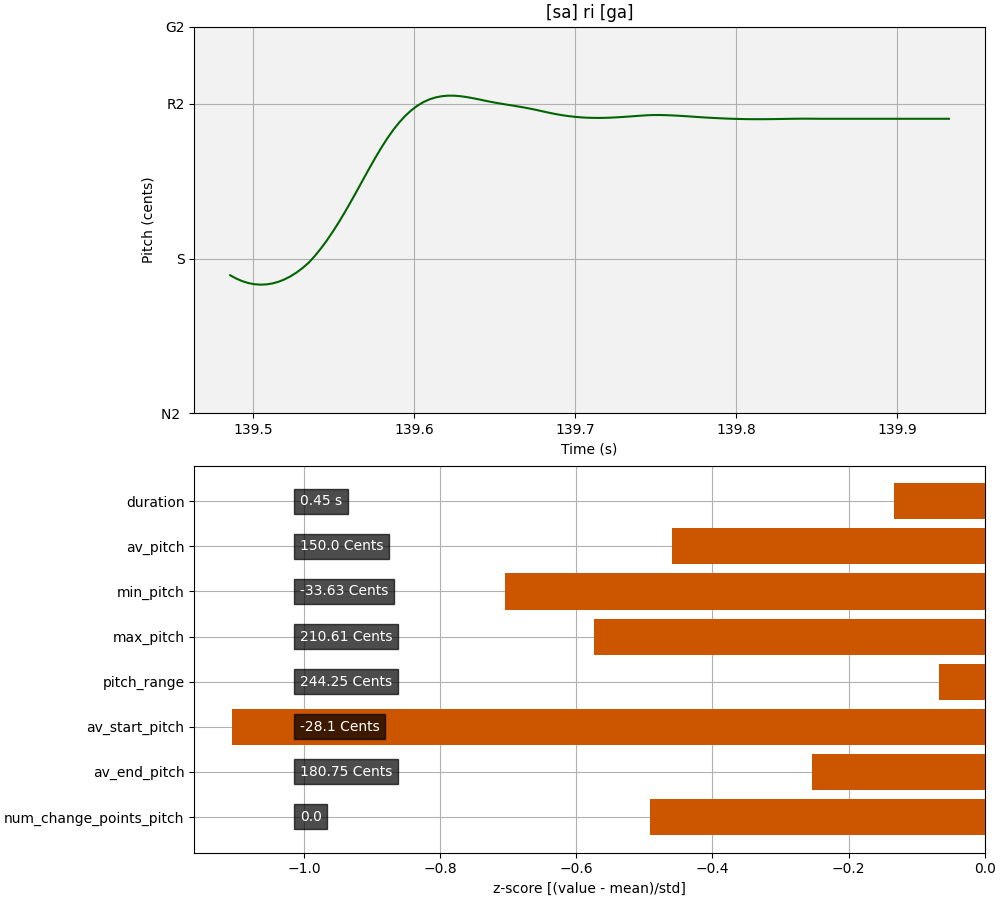 [sa] ri [ga]
G2
R2
S
N2
Pitch (cents)
139.5 139.6 139.7 139.8 139.9
Time (s)
duration 0.45 s
av_pitch 150.0 Cents
min_pitch -33.63 Cents
max_pitch 210.61 Cents
pitch_range 244.25 Cents
av_start_pitch -28.1 Cents
av_end_pitch 180.75 Cents
num_change_points_pitch 0.0
−1.0 −0.8 −0.6 −0.4 −0.2 0.0
z-score [(value - mean)/std]